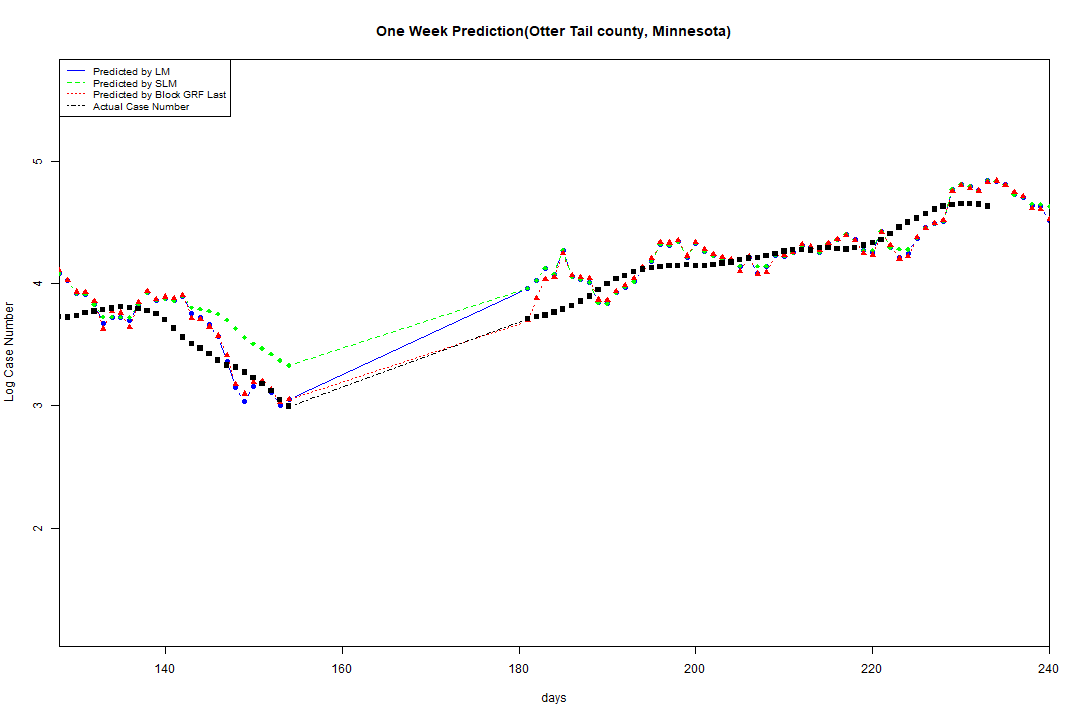 One Week Prediction(Otter Tail county, Minnesota)
Predicted by LM
Predicted by SLM
Predicted by Block GRF Last
Actual Case Number
5
4
3
2
Log Case Number
140 160 180 200 220 240
days